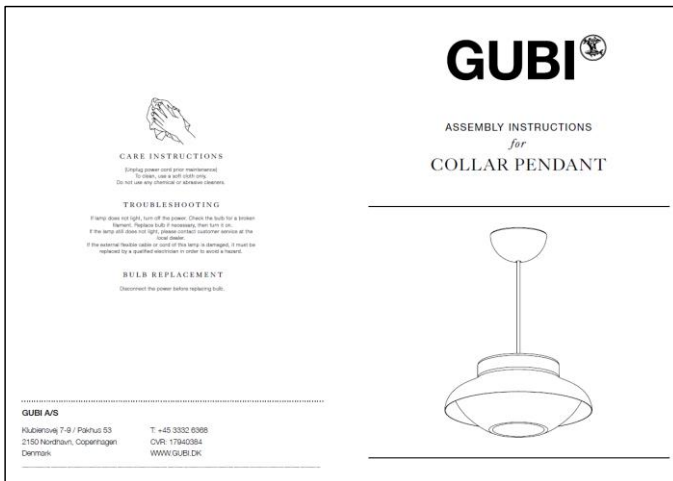 CARE INSTRUCTIONS
(Unplug power cord prior maintenance)
To clean, use a soft cloth only.
Do not use any chemical or abrasive cleaners.
TROUBLESHOOTING
If lamp does not light, turn off the power. Check the bulb for a broken
filament. Replace bulb if necessary, then turn it on.
If the lamp still does not light, please contact customer service at the
local dealer.
If the external flexible cable or cord of this lamp is damaged, it must be
replaced by a qualified electrician in order to avoid a hazard.
BULB REPLACEMENT
Disconnect the power before replacing bulb.
GUBI A/S
Klubiensvej 7-9 / Pakhus 53
2150 Nordhavn, Copenhagen
Denmark
T: +45 3332 6368
CVR: 17940384
WWW.GUBI.DK
GUBI
ASSEMBLY INSTRUCTIONS
for
COLLAR PENDANT